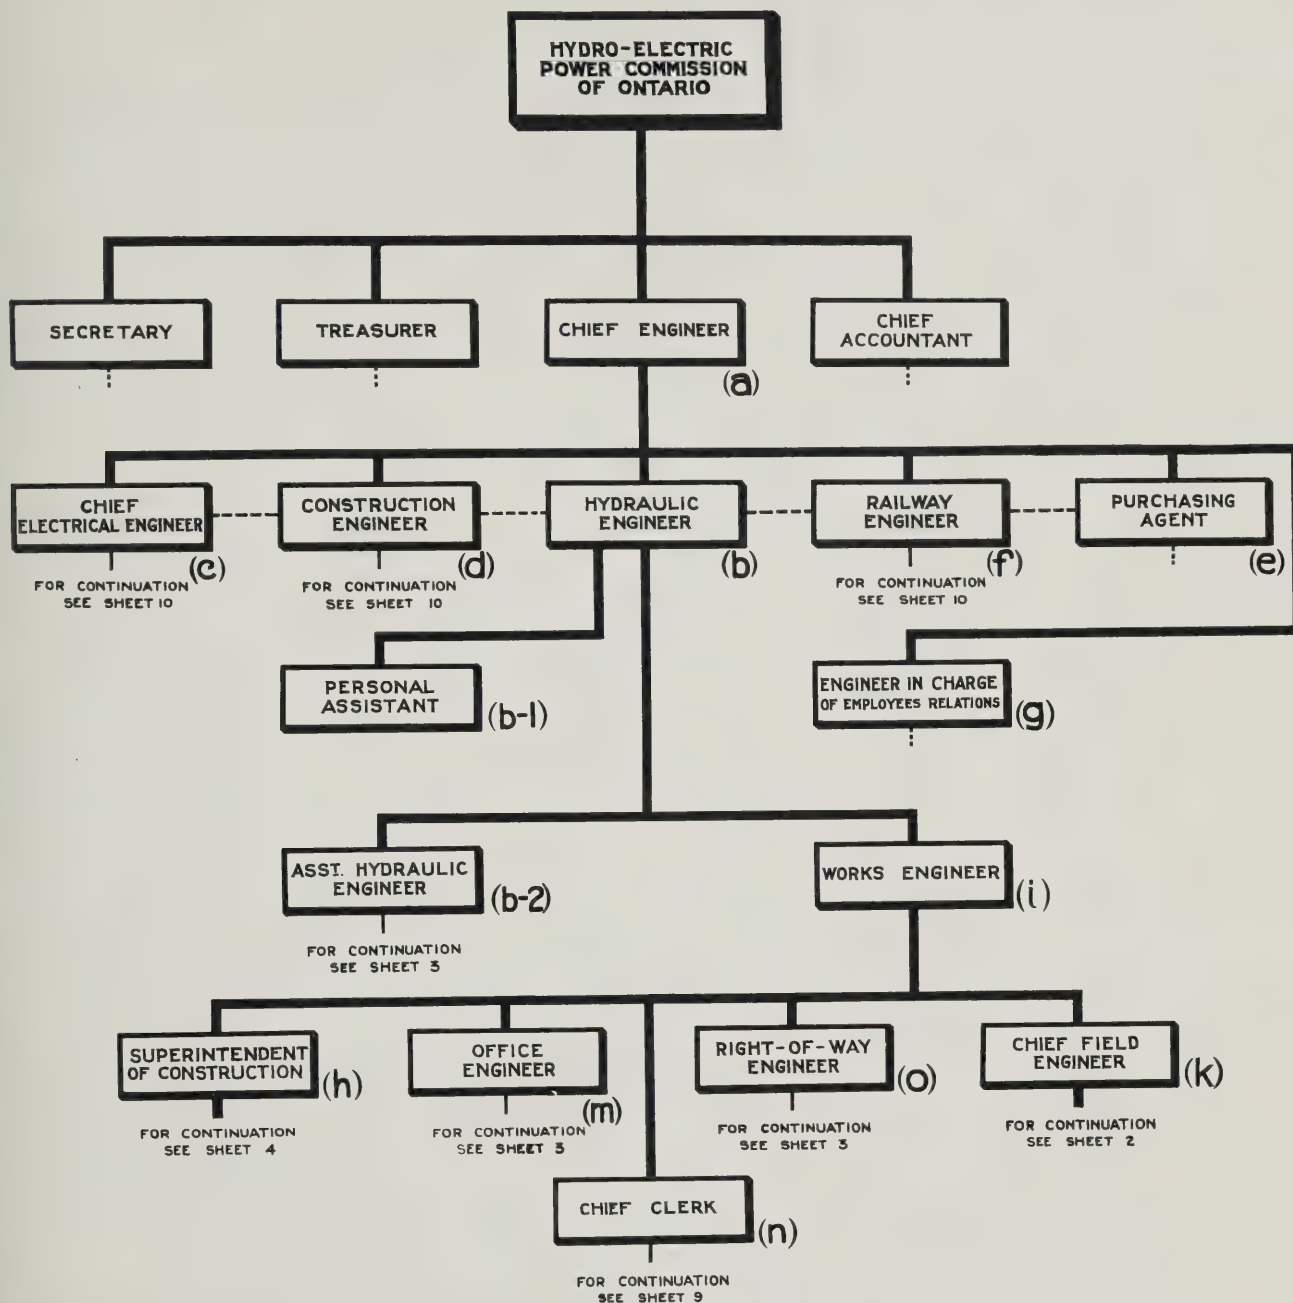 HYDRO-ELECTRIC
POWER COMMISSION
OF ONTARIO
SECRETARY
TREASURER
CHIEF ENGINEER
(a)
CHIEF
ACCOUNTANT
CHIEF
ELECTRICAL ENGINEER
(c)
FOR CONTINUATION
SEE SHEET 10
CONSTRUCTION
ENGINEER
(d)
FOR CONTINUATION
SEE SHEET 10
HYDRAULIC
ENGINEER
(b)
RAILWAY
ENGINEER
(f)
FOR CONTINUATION
SEE SHEET 10
PURCHASING
AGENT
(e)
PERSONAL
ASSISTANT
(b-1)
ENGINEER IN CHARGE
OF EMPLOYEES RELATIONS
(g)
ASST. HYDRAULIC
ENGINEER
(b-2)
FOR CONTINUATION
SEE SHEET 3
WORKS ENGINEER
(i)
SUPERINTENDENT
OF CONSTRUCTION
(h)
FOR CONTINUATION
SEE SHEET 4
OFFICE
ENGINEER
(m)
FOR CONTINUATION
SEE SHEET 3
RIGHT-OF-WAY
ENGINEER
(o)
FOR CONTINUATION
SEE SHEET 3
CHIEF FIELD
ENGINEER
(k)
FOR CONTINUATION
SEE SHEET 2
CHIEF CLERK
(n)
FOR CONTINUATION
SEE SHEET 9